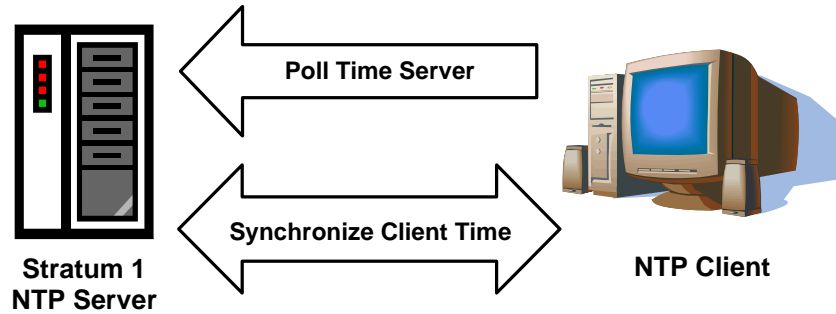 Poll Time Server
Synchronize Client Time
Stratum 1
NTP Server
NTP Client